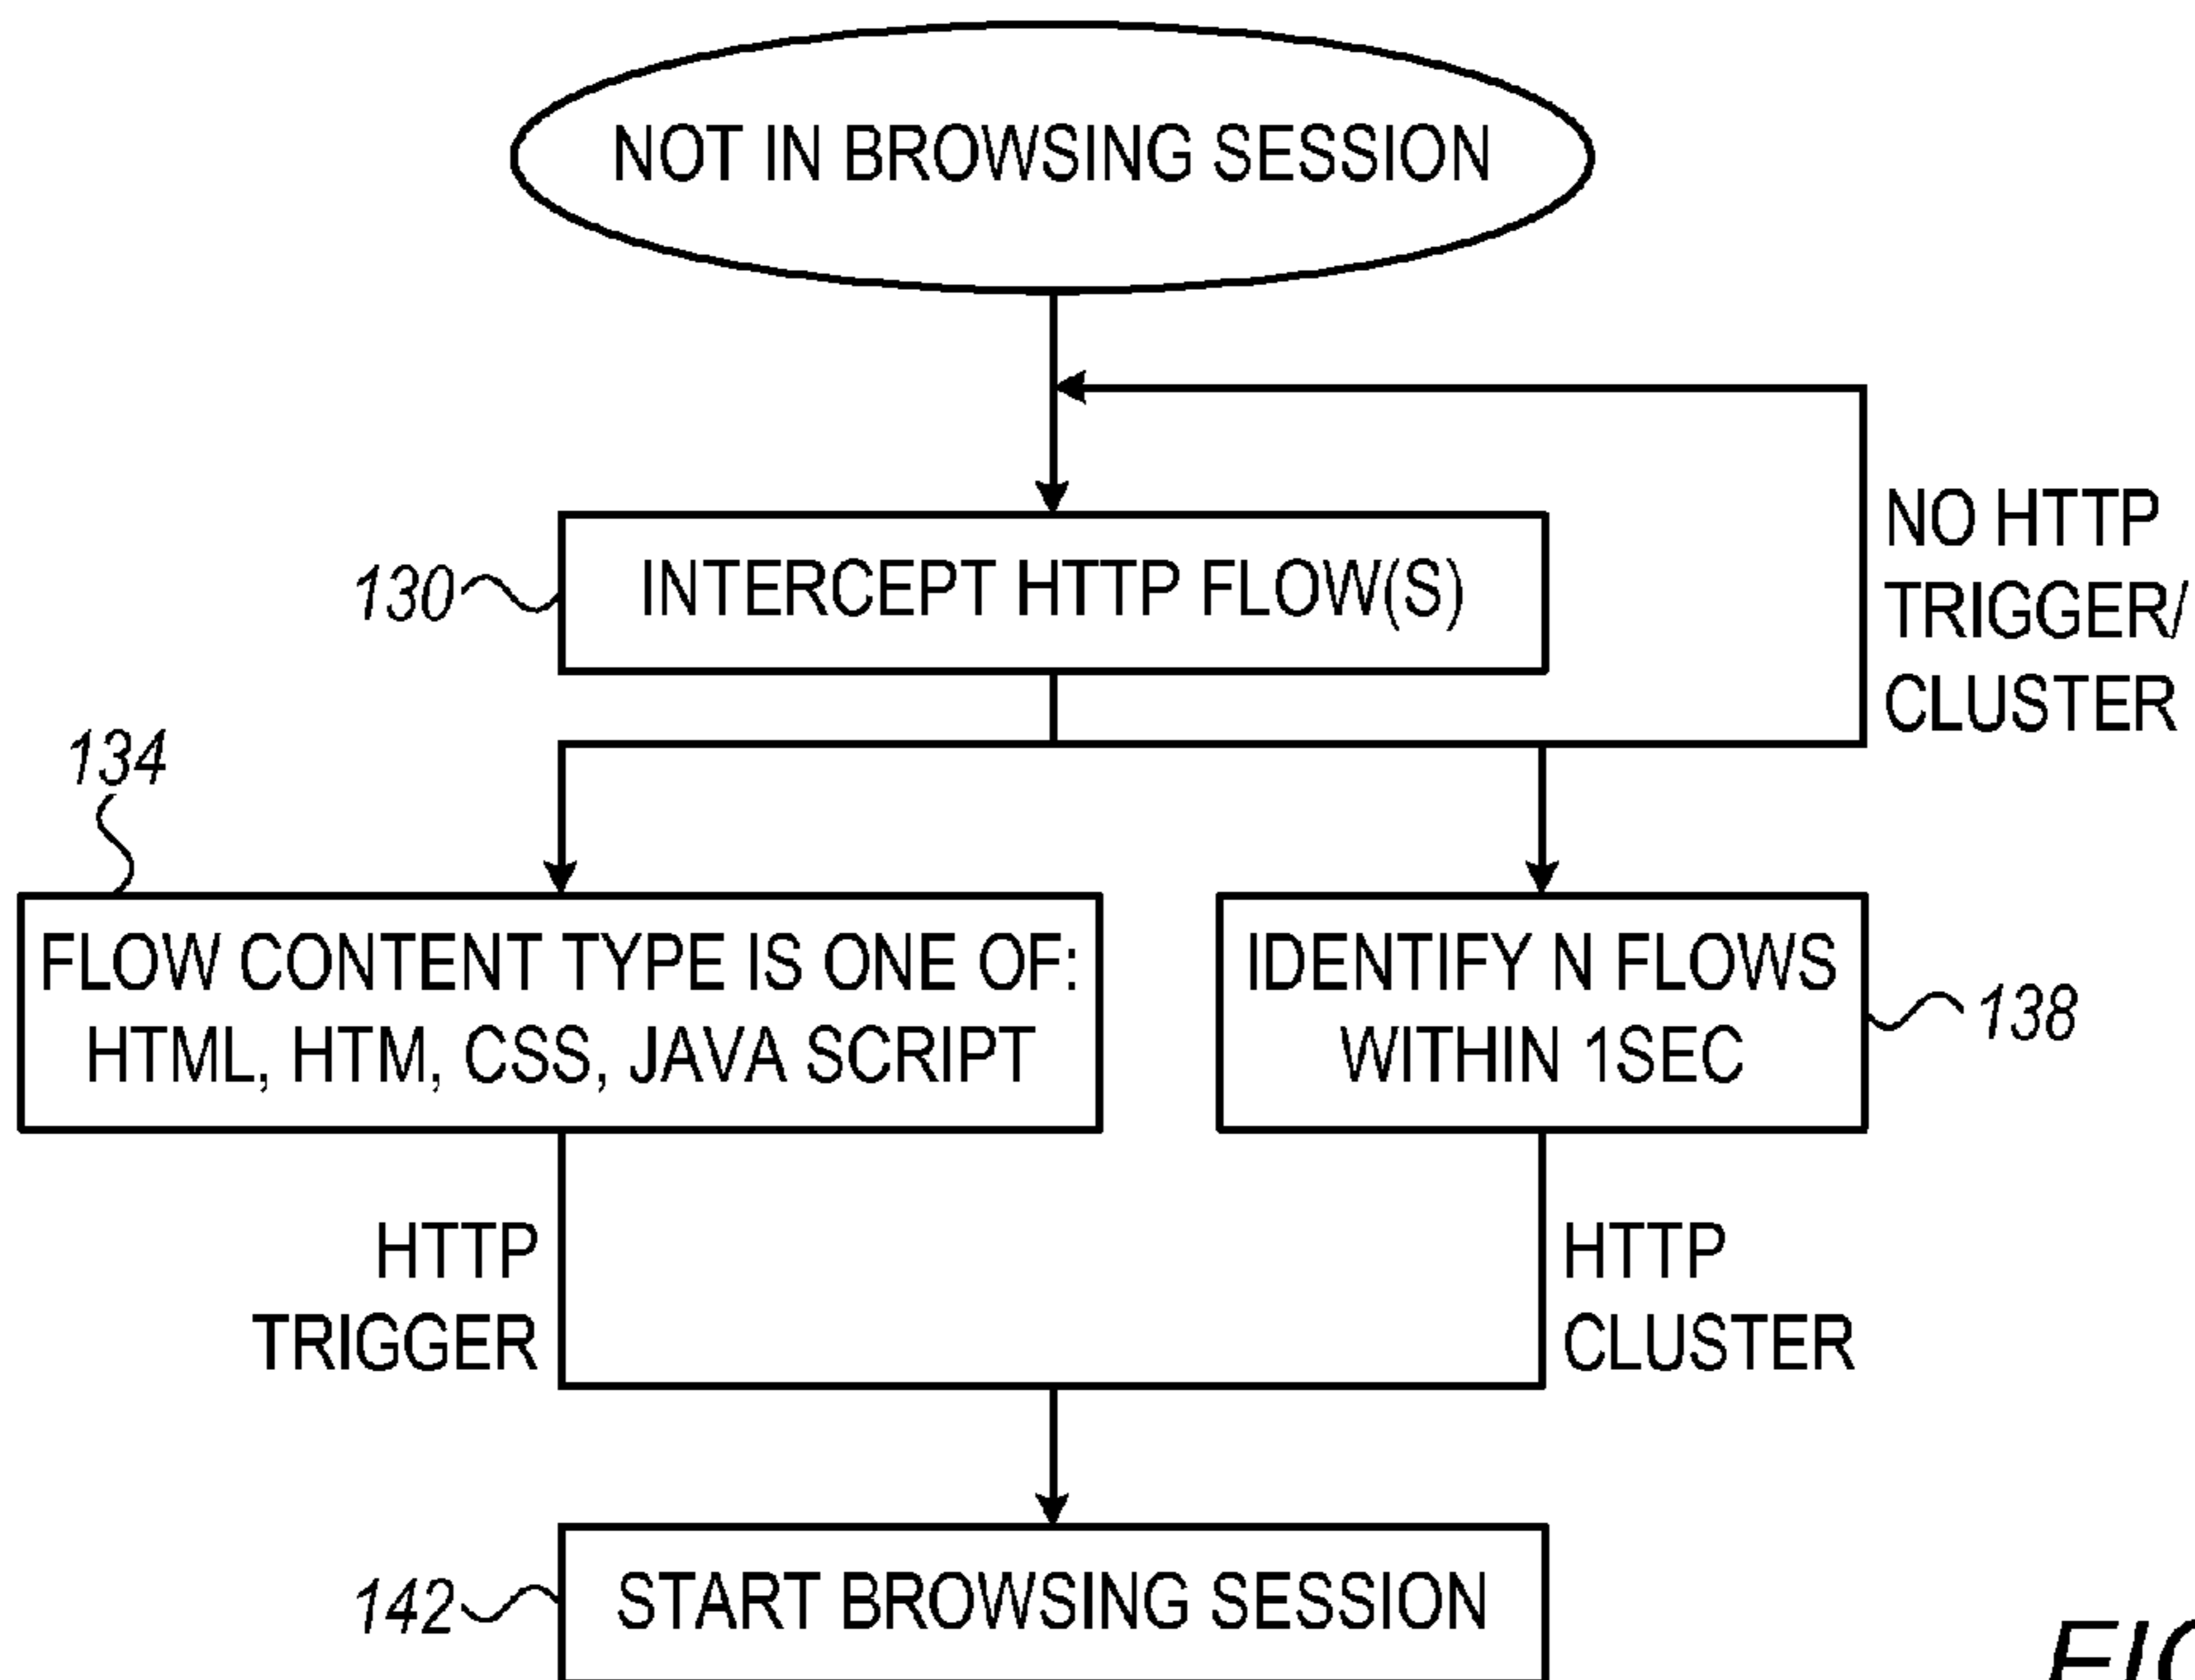 NOT IN BROWSING SESSION
NO HTTP
TRIGGER/
CLUSTER
130
INTERCEPT HTTP FLOW(S)
134
FLOW CONTENT TYPE IS ONE OF:
HTML, HTM, CSS, JAVA SCRIPT
IDENTIFY N FLOWS
WITHIN 1SEC
138
HTTP
TRIGGER
HTTP
CLUSTER
142
START BROWSING SESSION